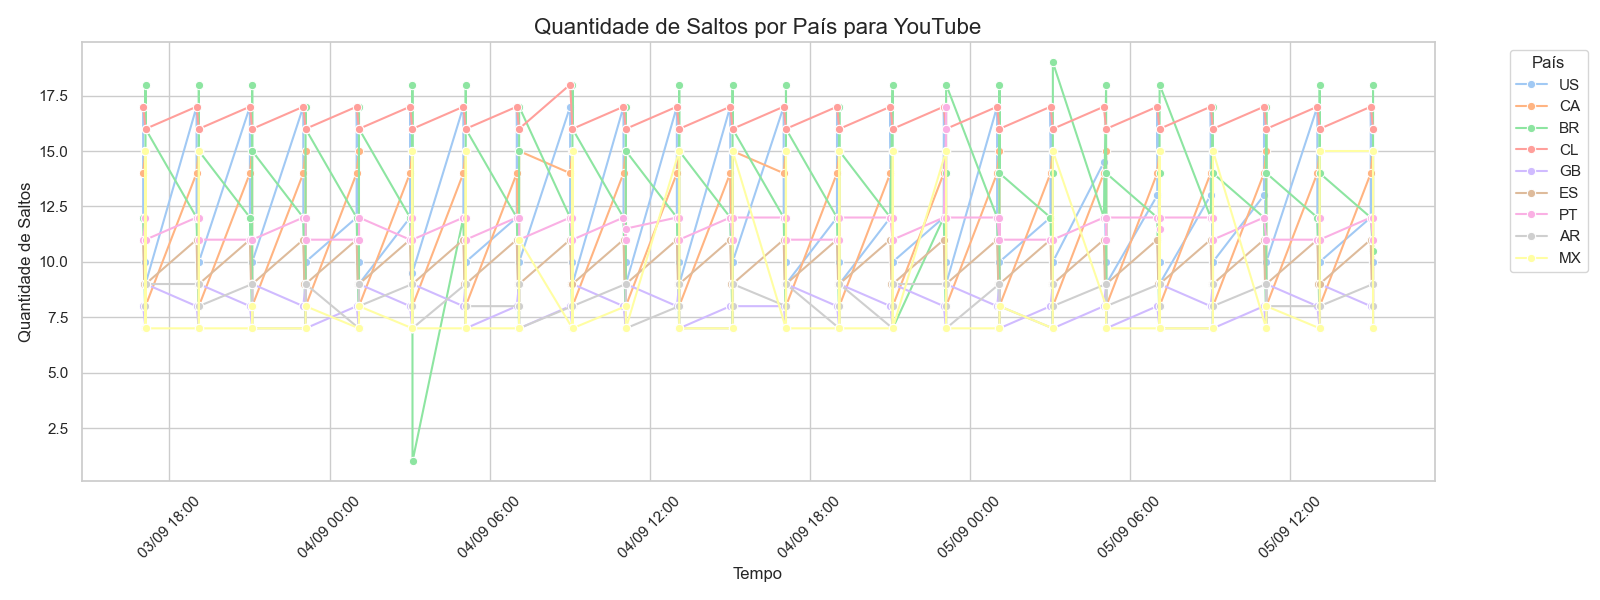 Quantidade de Saltos por País para YouTube
Quantidade de Saltos
17.5
15.0
12.5
10.0
7.5
5.0
2.5
03/09 18:00
04/09 00:00
04/09 06:00
04/09 12:00
04/09 18:00
05/09 00:00
05/09 06:00
05/09 12:00
Tempo
País
US
CA
BR
CL
GB
ES
PT
AR
MX